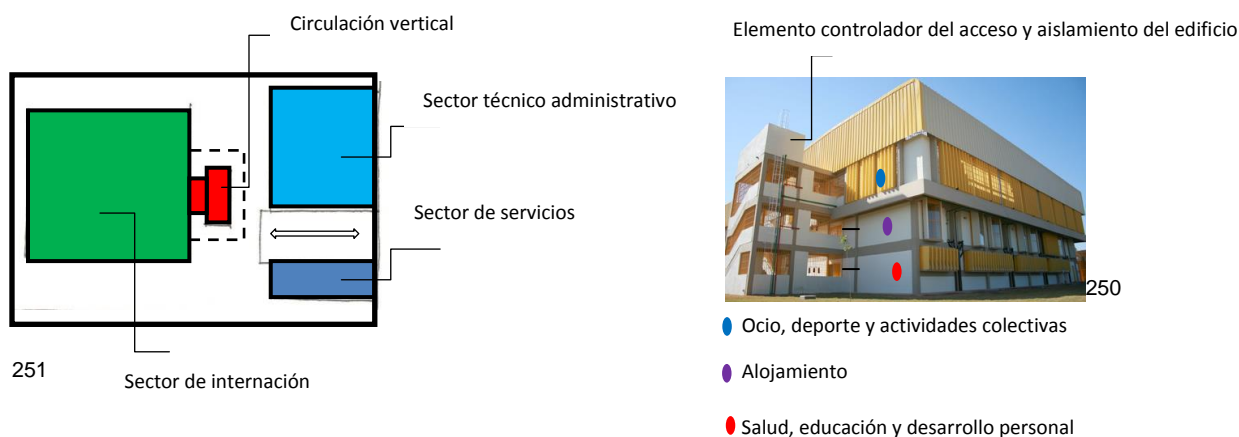 Circulación vertical
Sector técnico administrativo
Sector de servicios
251
Sector de internación
Elemento controlador del acceso y aislamiento del edificio
250
Ocio, deporte y actividades colectivas
Alojamiento
Salud, educación y desarrollo personal